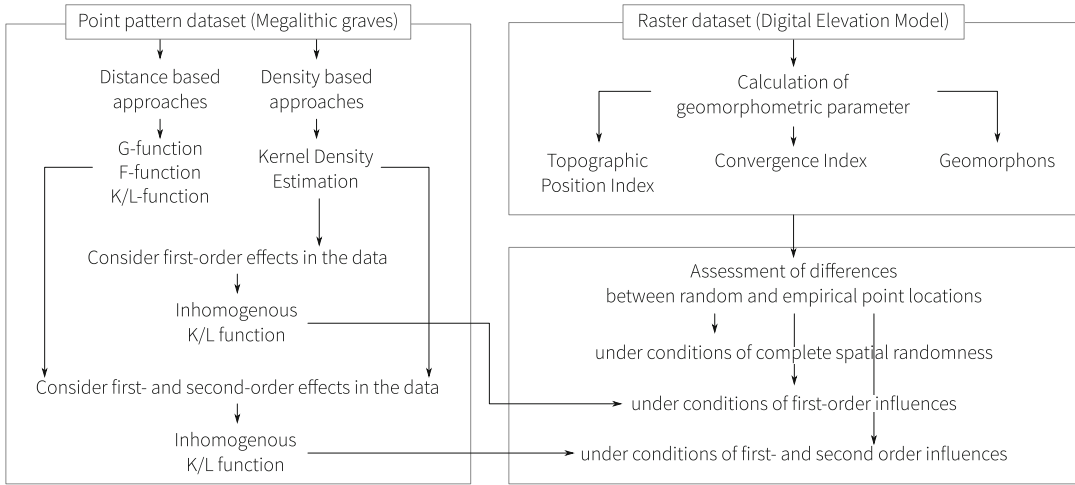 Point pattern dataset (Megalithic graves)
Distance based
approaches
Density based
approaches
G-function
F-function
K/L-function
Kernel Density
Estimation
Consider first-order effects in the data
Inhomogenous
K/L function
Consider first- and second-order effects in the data
Inhomogenous
K/L function
Raster dataset (Digital Elevation Model)
Calculation of
geomorphometric parameter
Topographic
Position Index
Convergence Index
Geomorphons
Assessment of differences
between random and empirical point locations
under conditions of complete spatial randomness
under conditions of first-order influences
under conditions of first- and second order influences